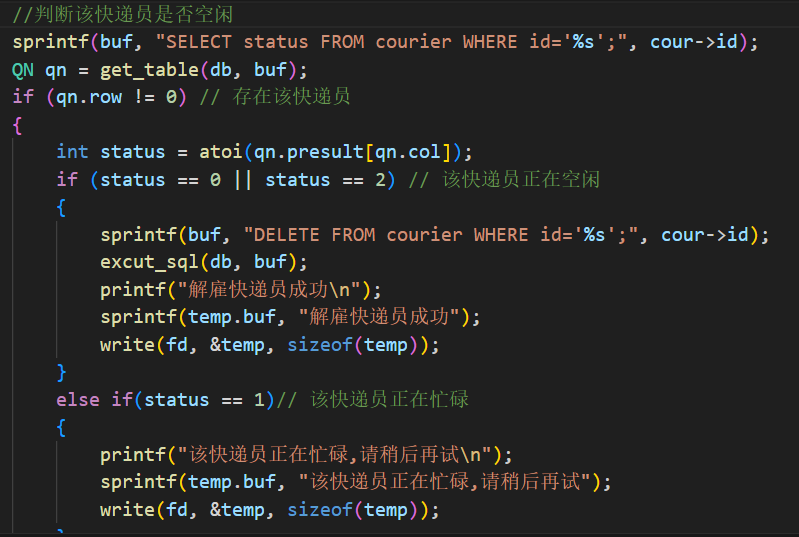 //判断该快递员是否空闲
sprintf(buf, "SELECT status FROM courier WHERE id='%s';", cour->id);
QN qn = get_table(db, buf);
if (qn.row != 0) // 存在该快递员
{
    int status = atoi(qn.presult[qn.col]);
    if (status == 0 || status == 2) // 该快递员正在空闲
    {
        sprintf(buf, "DELETE FROM courier WHERE id='%s';", cour->id);
        excut_sql(db, buf);
        printf("解雇快递员成功\n");
        sprintf(temp.buf, "解雇快递员成功");
        write(fd, &temp, sizeof(temp));
    }
    else if(status == 1)// 该快递员正在忙碌
    {
        printf("该快递员正在忙碌,请稍后再试\n");
        sprintf(temp.buf, "该快递员正在忙碌,请稍后再试");
        write(fd, &temp, sizeof(temp));
    }